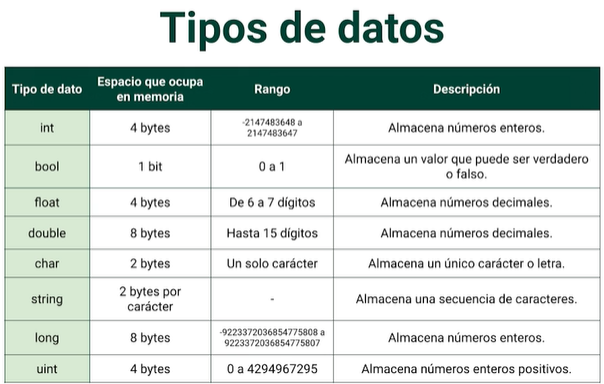 Tipos de datos
Tipo de dato
Espacio que ocupa
en memoria
Rango
Descripción
int
4 bytes
-2147483648 a
2147483647
Almacena números enteros.
bool
1 bit
0 a 1
Almacena un valor que puede ser verdadero
o falso.
float
4 bytes
De 6 a 7 dígitos
Almacena números decimales.
double
8 bytes
Hasta 15 dígitos
Almacena números decimales.
char
2 bytes
Un solo carácter
Almacena un único carácter o letra.
string
2 bytes por
carácter
-
Almacena una secuencia de caracteres.
long
8 bytes
-9223372036854775808 a
9223372036854775807
Almacena números enteros.
uint
4 bytes
0 a 4294967295
Almacena números enteros positivos.